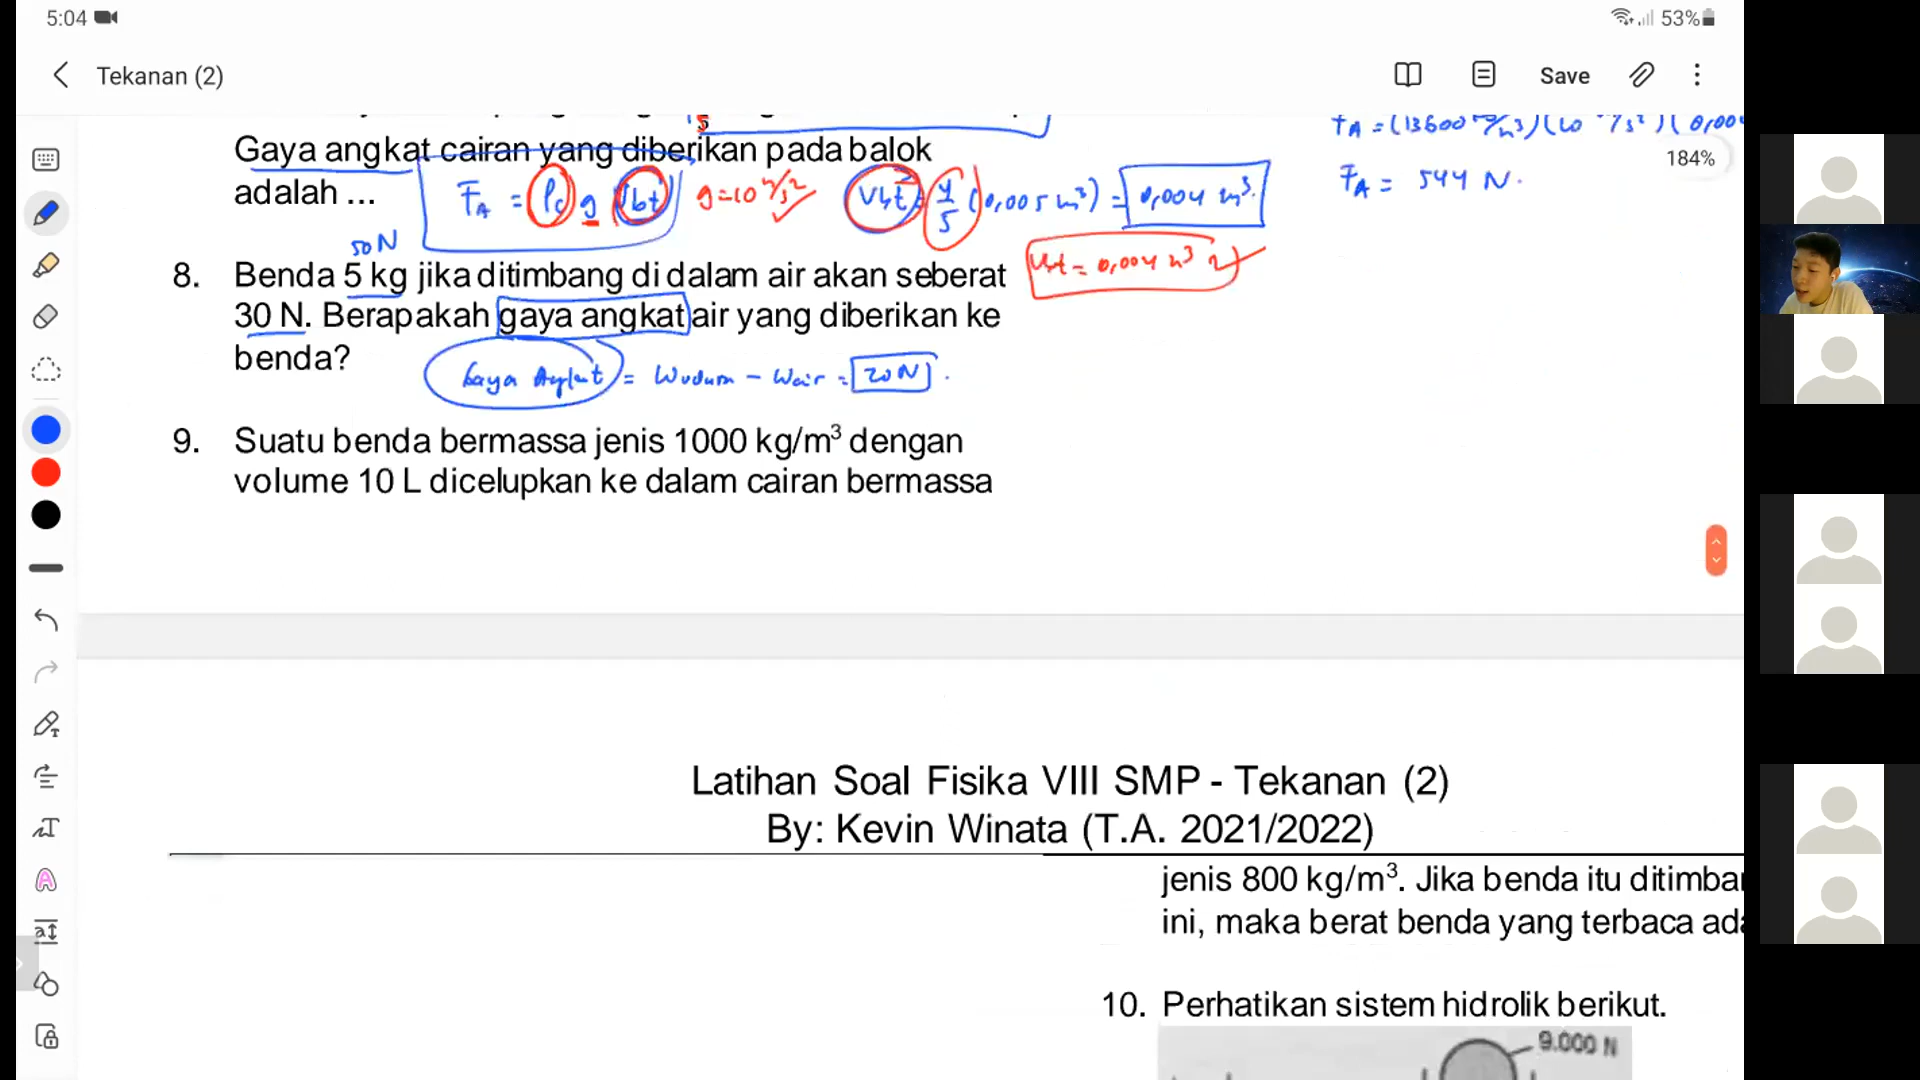 5:04
53%
Tekanan (2)
Save
184%
Gaya angkat cairan yang diberikan pada balok
adalah ...
F_A = ρc g Vbt
g = 10 m/s²
Vbt = 4/5 (0,005 m³) = 0,004 m³.
F_A = 544 N.
50 N
Vbt = 0,004 m³
8. Benda 5 kg jika ditimbang di dalam air akan seberat
30 N. Berapakah gaya angkat air yang diberikan ke
benda?
Gaya Angkat = Wudara - Wair = 20 N.
9. Suatu benda bermassa jenis 1000 kg/m³ dengan
volume 10 L dicelupkan ke dalam cairan bermassa
Latihan Soal Fisika VIII SMP - Tekanan (2)
By: Kevin Winata (T.A. 2021/2022)
jenis 800 kg/m³. Jika benda itu ditimba
ini, maka berat benda yang terbaca ad
10. Perhatikan sistem hidrolik berikut.
9.000 N